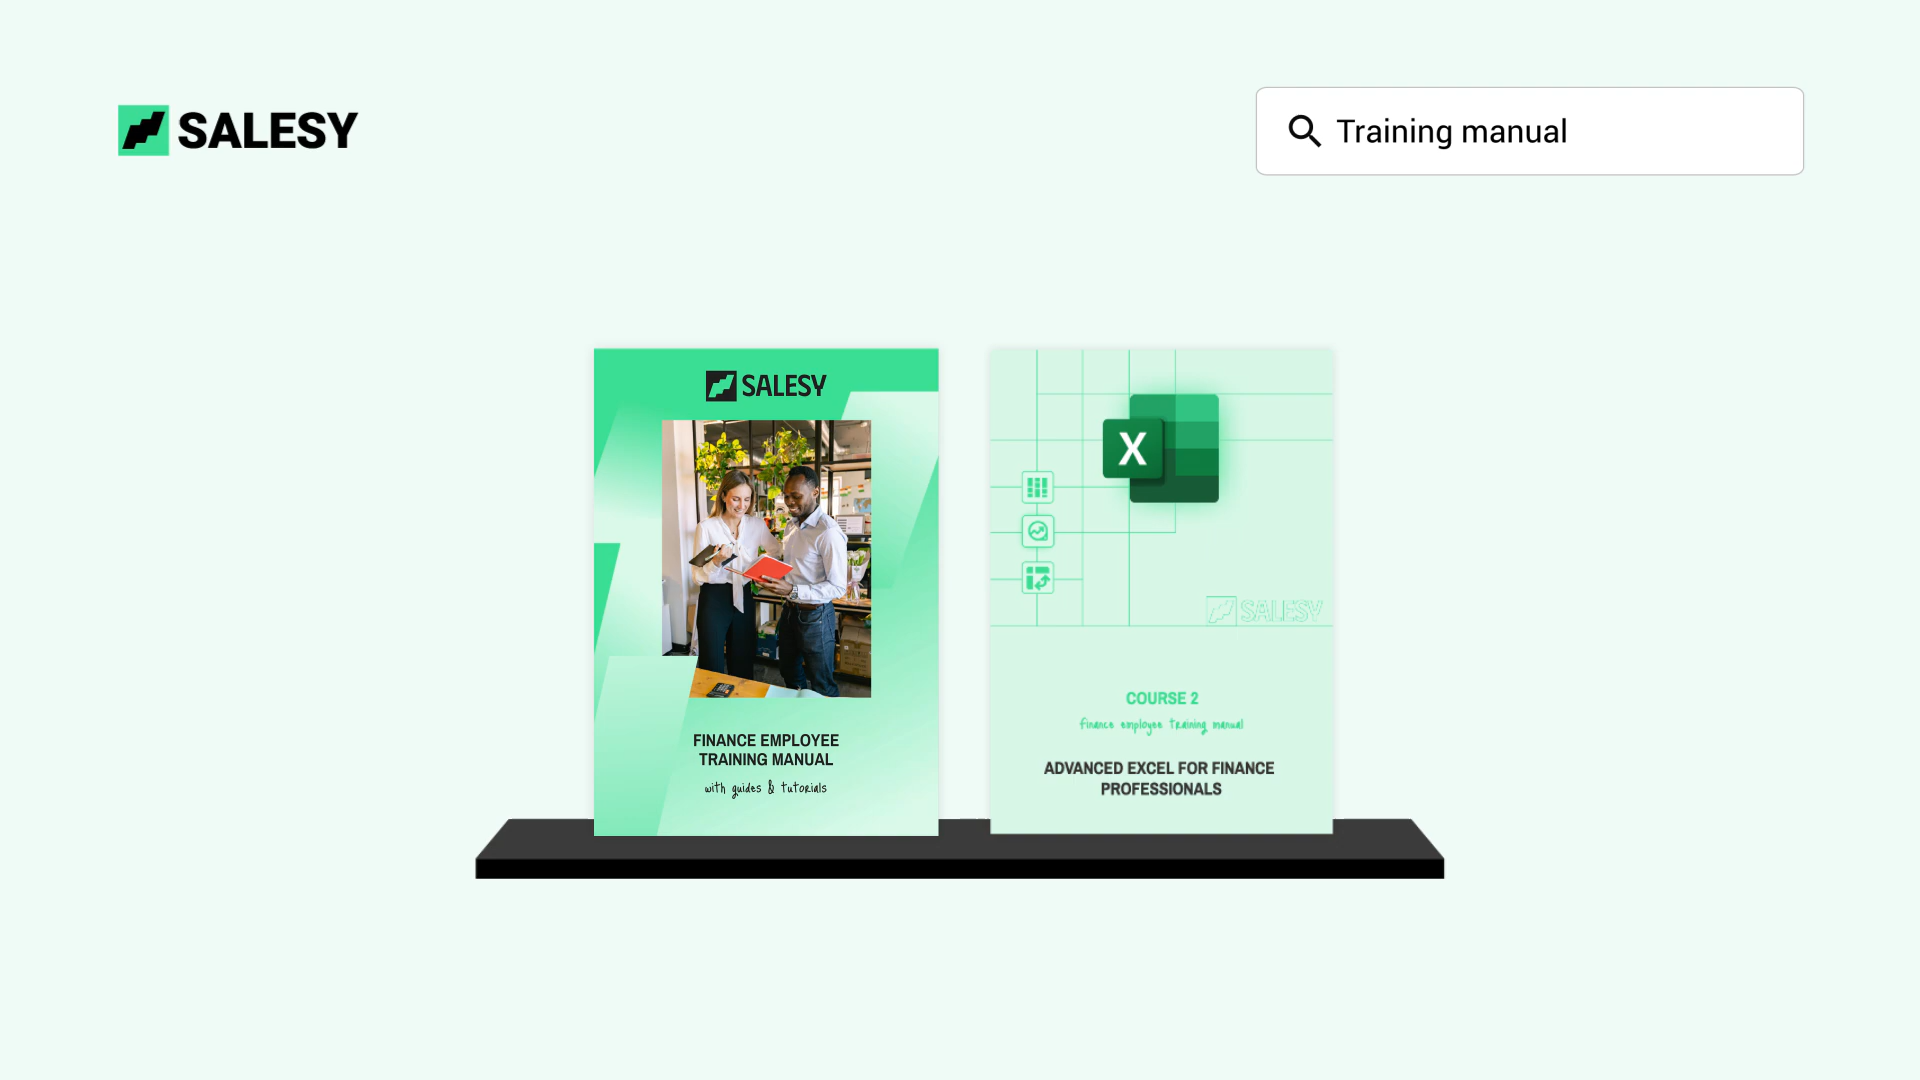 SALESY
Training manual
SALESY
FINANCE EMPLOYEE
TRAINING MANUAL
with guides & tutorials
X
SALESY
COURSE 2
finance employee training manual
ADVANCED EXCEL FOR FINANCE
PROFESSIONALS